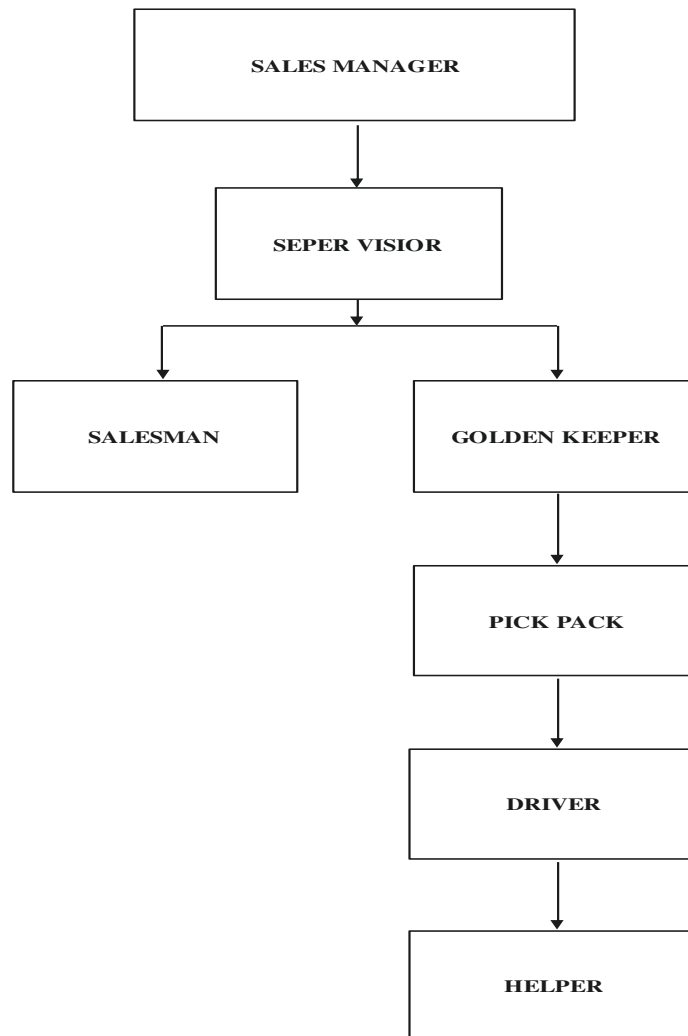 SALES MANAGER
SEPER VISIOR
SALESMAN
GOLDEN KEEPER
PICK PACK
DRIVER
HELPER